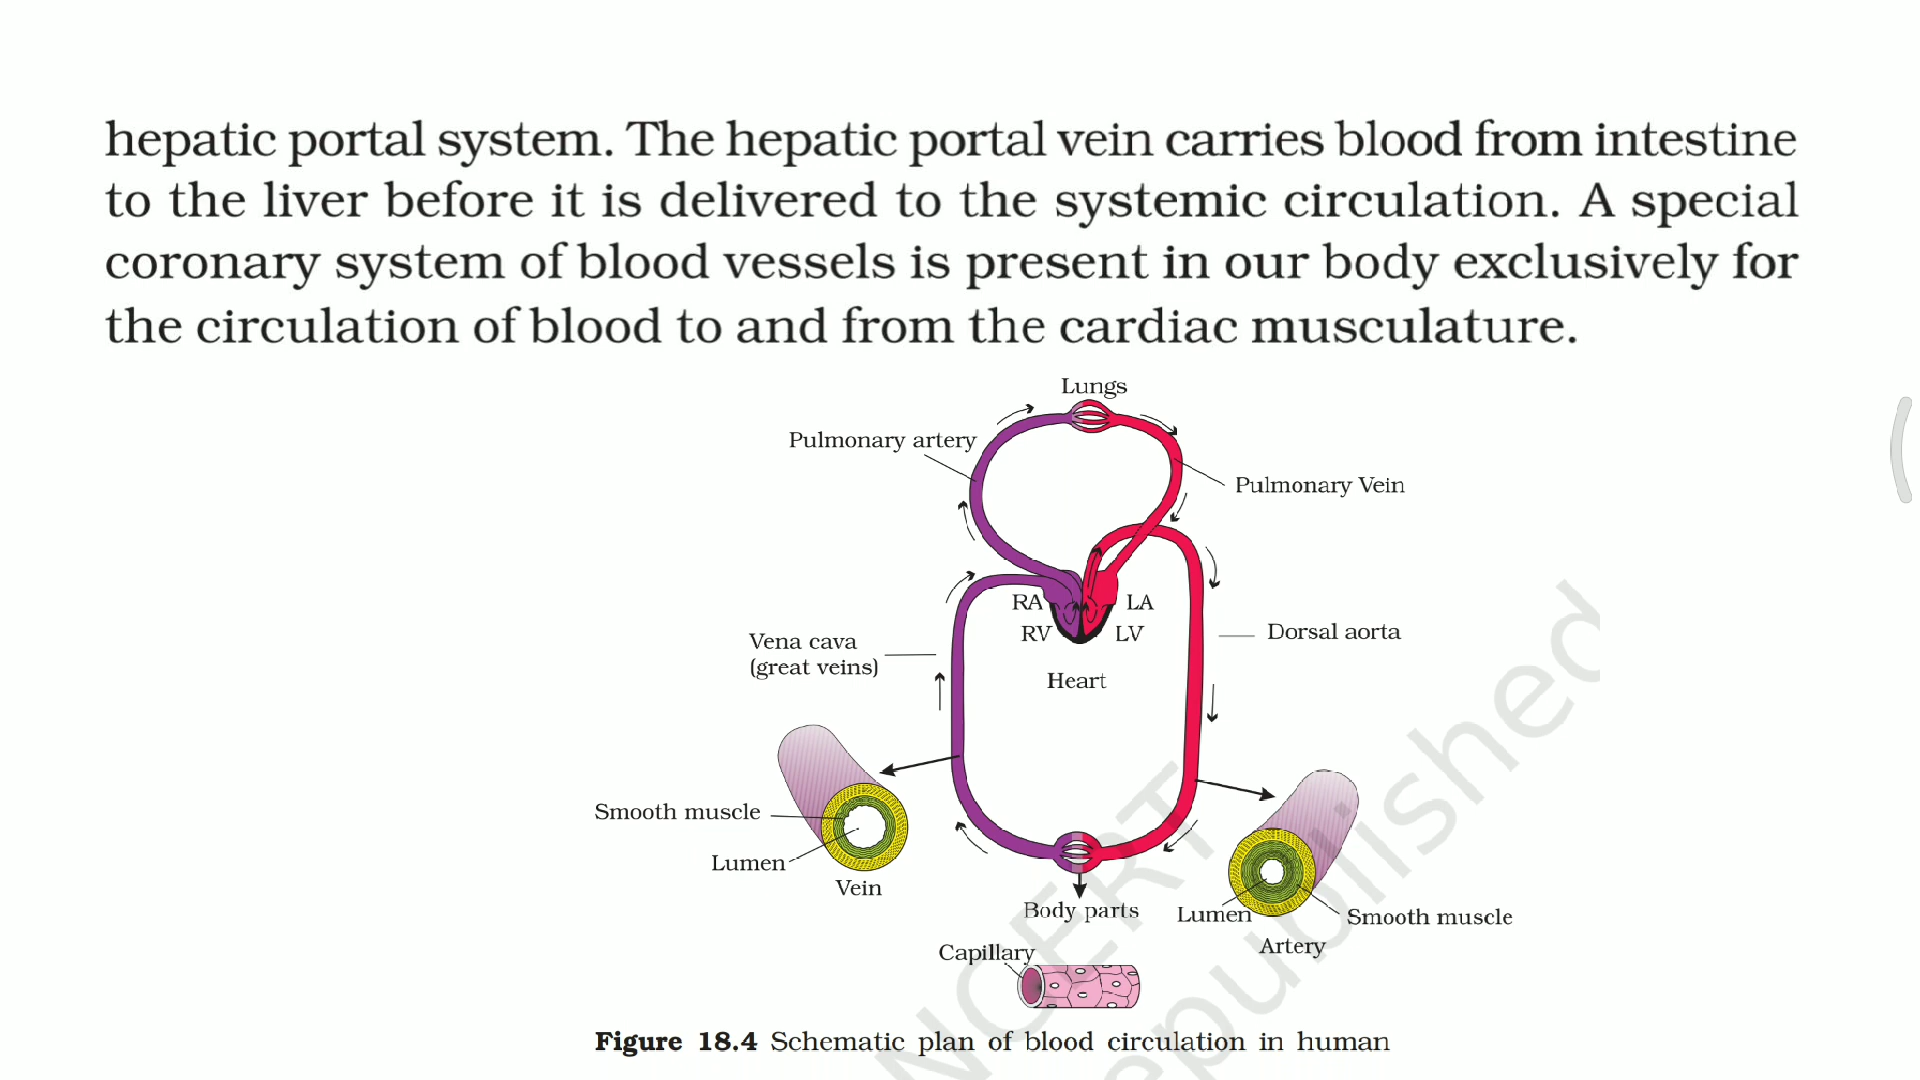 hepatic portal system. The hepatic portal vein carries blood from intestine
to the liver before it is delivered to the systemic circulation. A special
coronary system of blood vessels is present in our body exclusively for
the circulation of blood to and from the cardiac musculature.
Lungs
Pulmonary artery
Pulmonary Vein
RA
LA
RV
LV
Vena cava
(great veins)
Dorsal aorta
Heart
Smooth muscle
Lumen
Vein
Body parts
Lumen
Smooth muscle
Artery
Capillary
Figure 18.4 Schematic plan of blood circulation in human
NCERT
republished